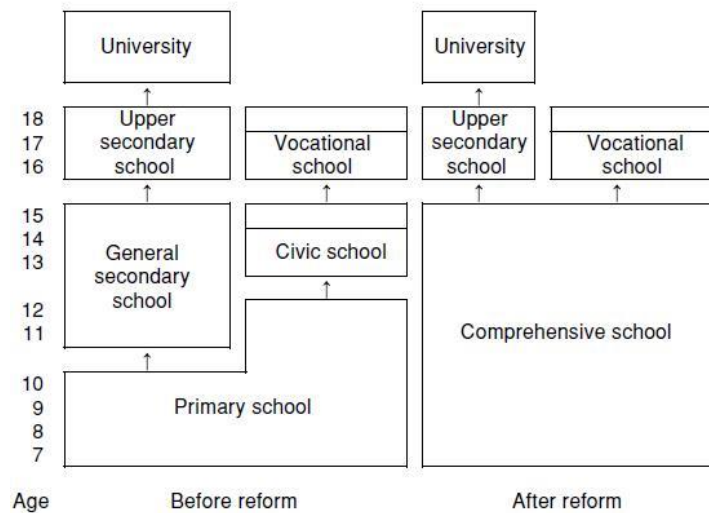 University
University
18
17
16
Upper
secondary
school
Vocational
school
Upper
secondary
school
Vocational
school
15
14
13
12
11
General
secondary
school
Civic school
Comprehensive school
10
9
8
7
Primary school
Age
Before reform
After reform